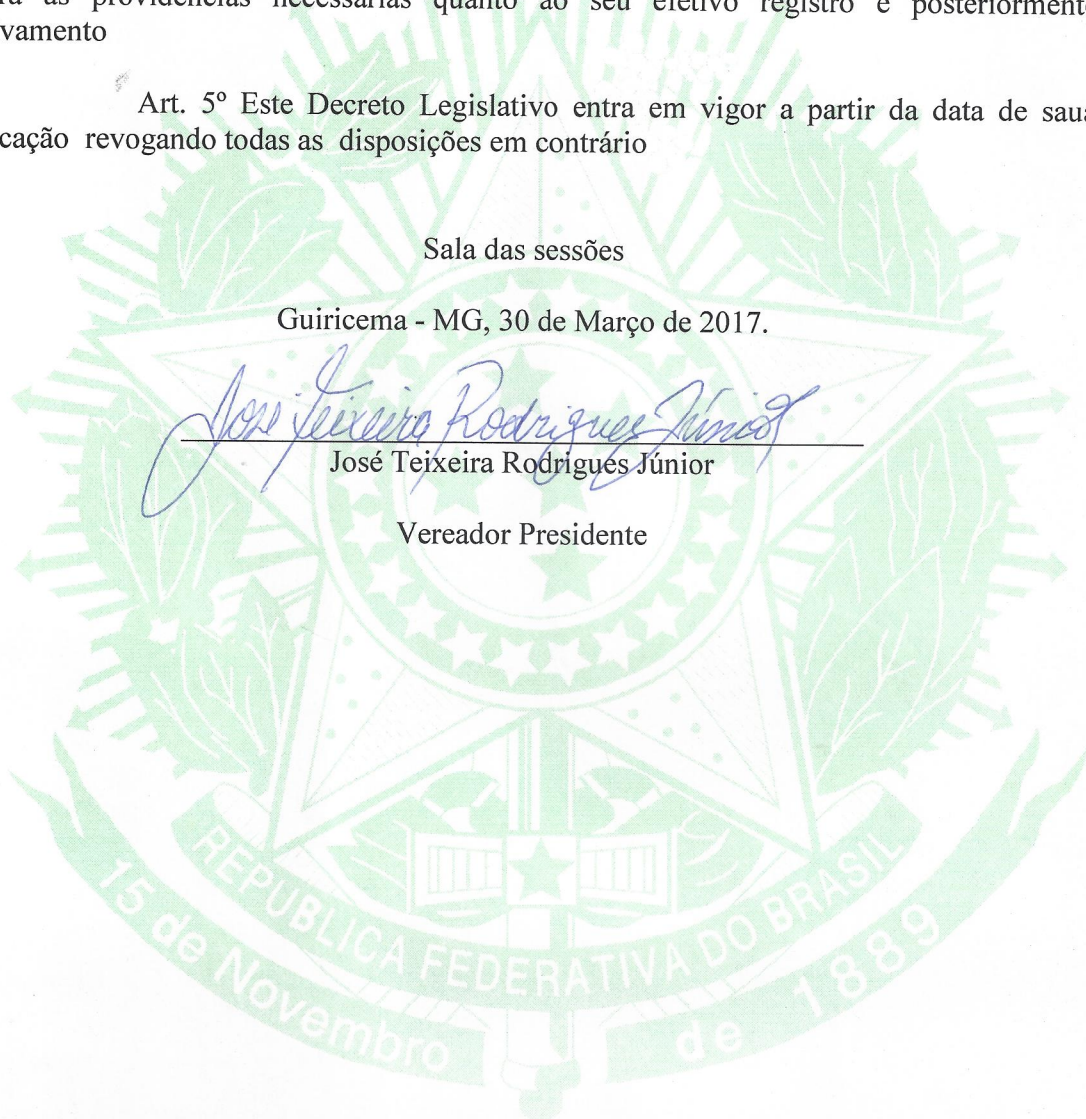 as providências necessárias quanto ao seu efetivo registro e posteriormente
vamento
Art. 5º Este Decreto Legislativo entra em vigor a partir da data de saua
cação revogando todas as disposições em contrário
Sala das sessões
Guiricema - MG, 30 de Março de 2017.
José Teixeira Rodrigues Júnior
José Teixeira Rodrigues Júnior
Vereador Presidente
REPUBLICA FEDERATIVA DO BRASIL
15 de Novembro de 1889